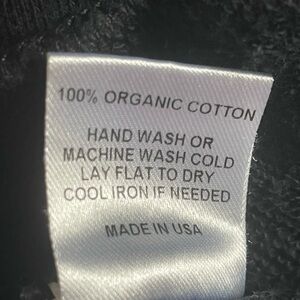 100% ORGANIC COTTON
HAND WASH OR
MACHINE WASH COLD
LAY FLAT TO DRY
COOL IRON IF NEEDED
MADE IN USA